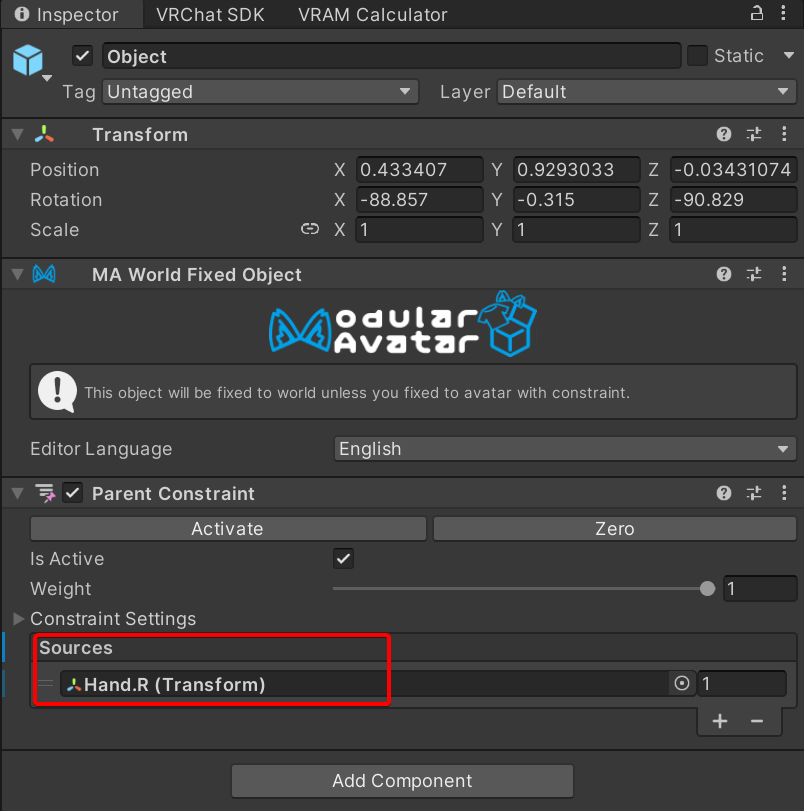 Inspector VRChat SDK VRAM Calculator
Object Static
Tag Untagged Layer Default
Transform
Position X 0.433407 Y 0.9293033 Z -0.03431074
Rotation X -88.857 Y -0.315 Z -90.829
Scale X 1 Y 1 Z 1
MA World Fixed Object
Modular
Avatar
This object will be fixed to world unless you fixed to avatar with constraint.
Editor Language English
Parent Constraint
Activate Zero
Is Active
Weight 1
Constraint Settings
Sources
Hand.R (Transform) 1
Add Component